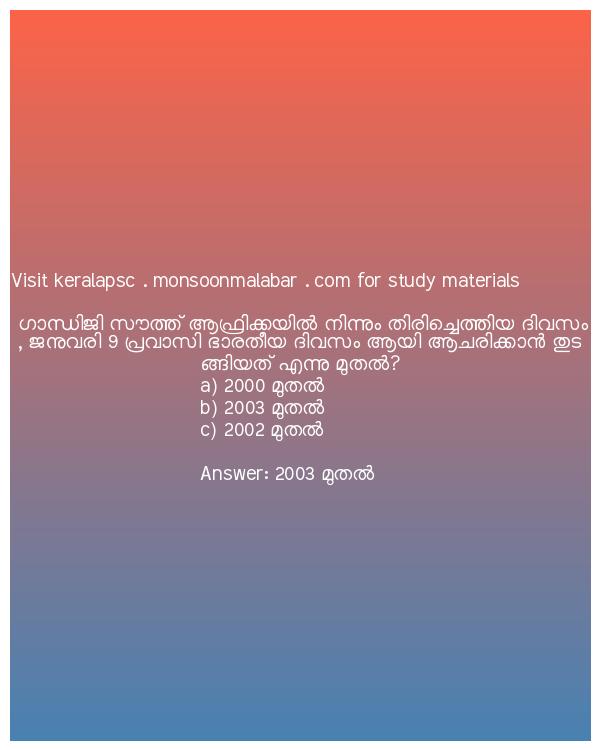 Visit keralapsc . monsoonmalabar . com for study materials
ഗാന്ധിജി സൗത്ത് ആഫ്രിക്കയിൽ നിന്നും തിരിച്ചെത്തിയ ദിവസം
, ജനുവരി 9 പ്രവാസി ഭാരതീയ ദിവസം ആയി ആചരിക്കാൻ തുട
ങ്ങിയത് എന്നു മുതൽ?
a) 2000 മുതൽ
b) 2003 മുതൽ
c) 2002 മുതൽ
Answer: 2003 മുതൽ